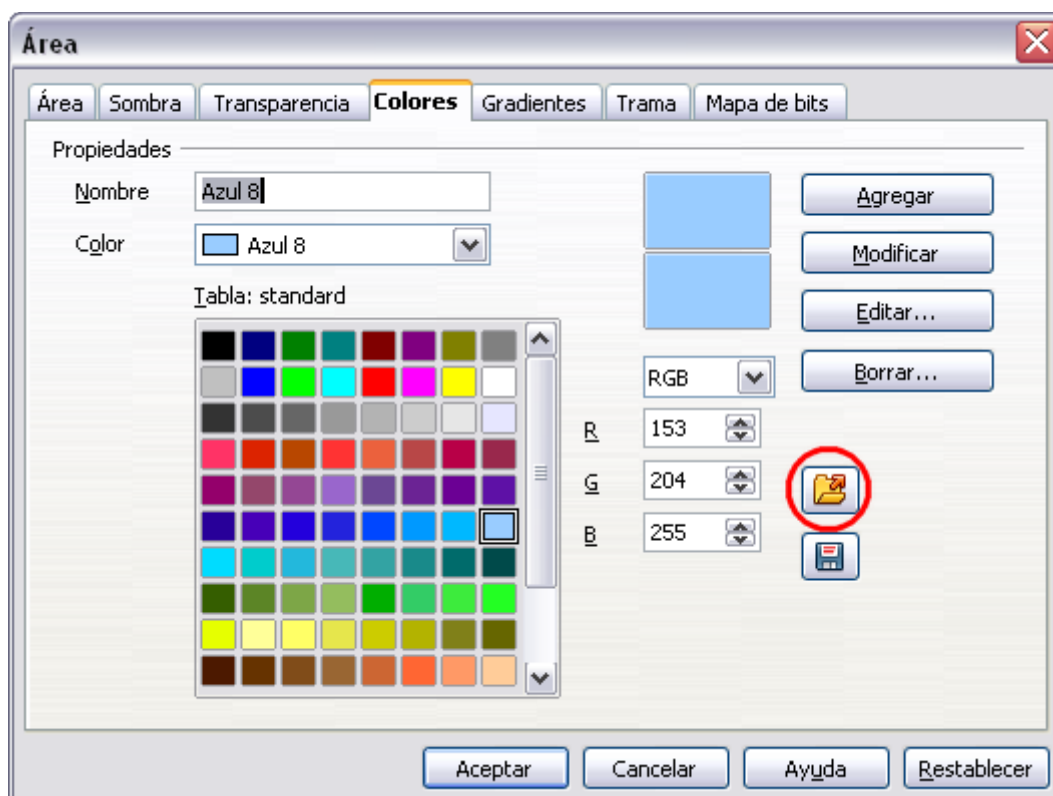 Área
Área Sombra Transparencia Colores Gradientes Trama Mapa de bits
Propiedades
Nombre Azul 8 Agregar
Color Azul 8 Modificar
Tabla: standard Editar...
RGB Borrar...
R 153
G 204
B 255
Aceptar Cancelar Ayuda Restablecer